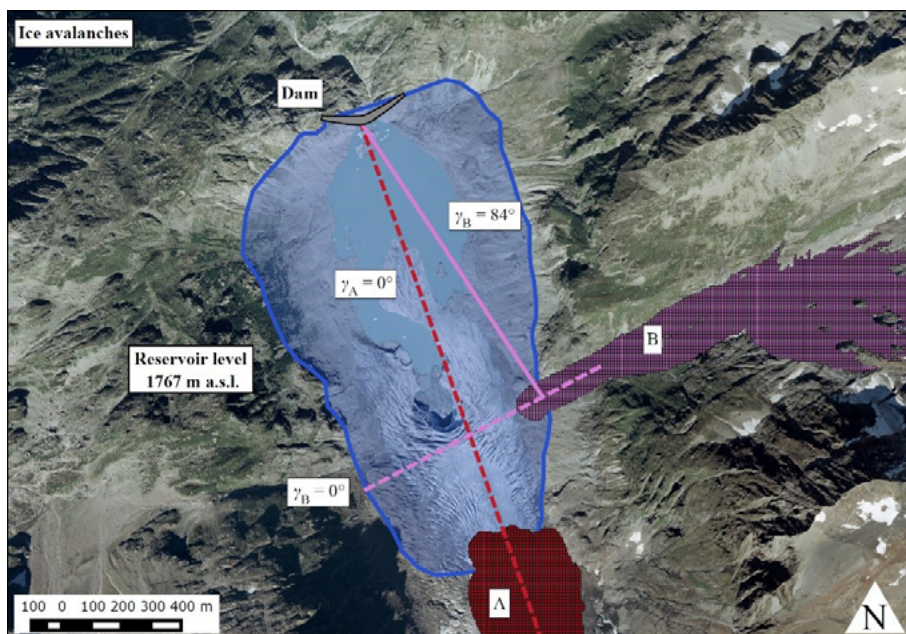 Ice avalanches
Dam
γB = 84°
γA = 0°
B
Reservoir level
1767 m a.s.l.
γB = 0°
A
100 0 100 200 300 400 m
N